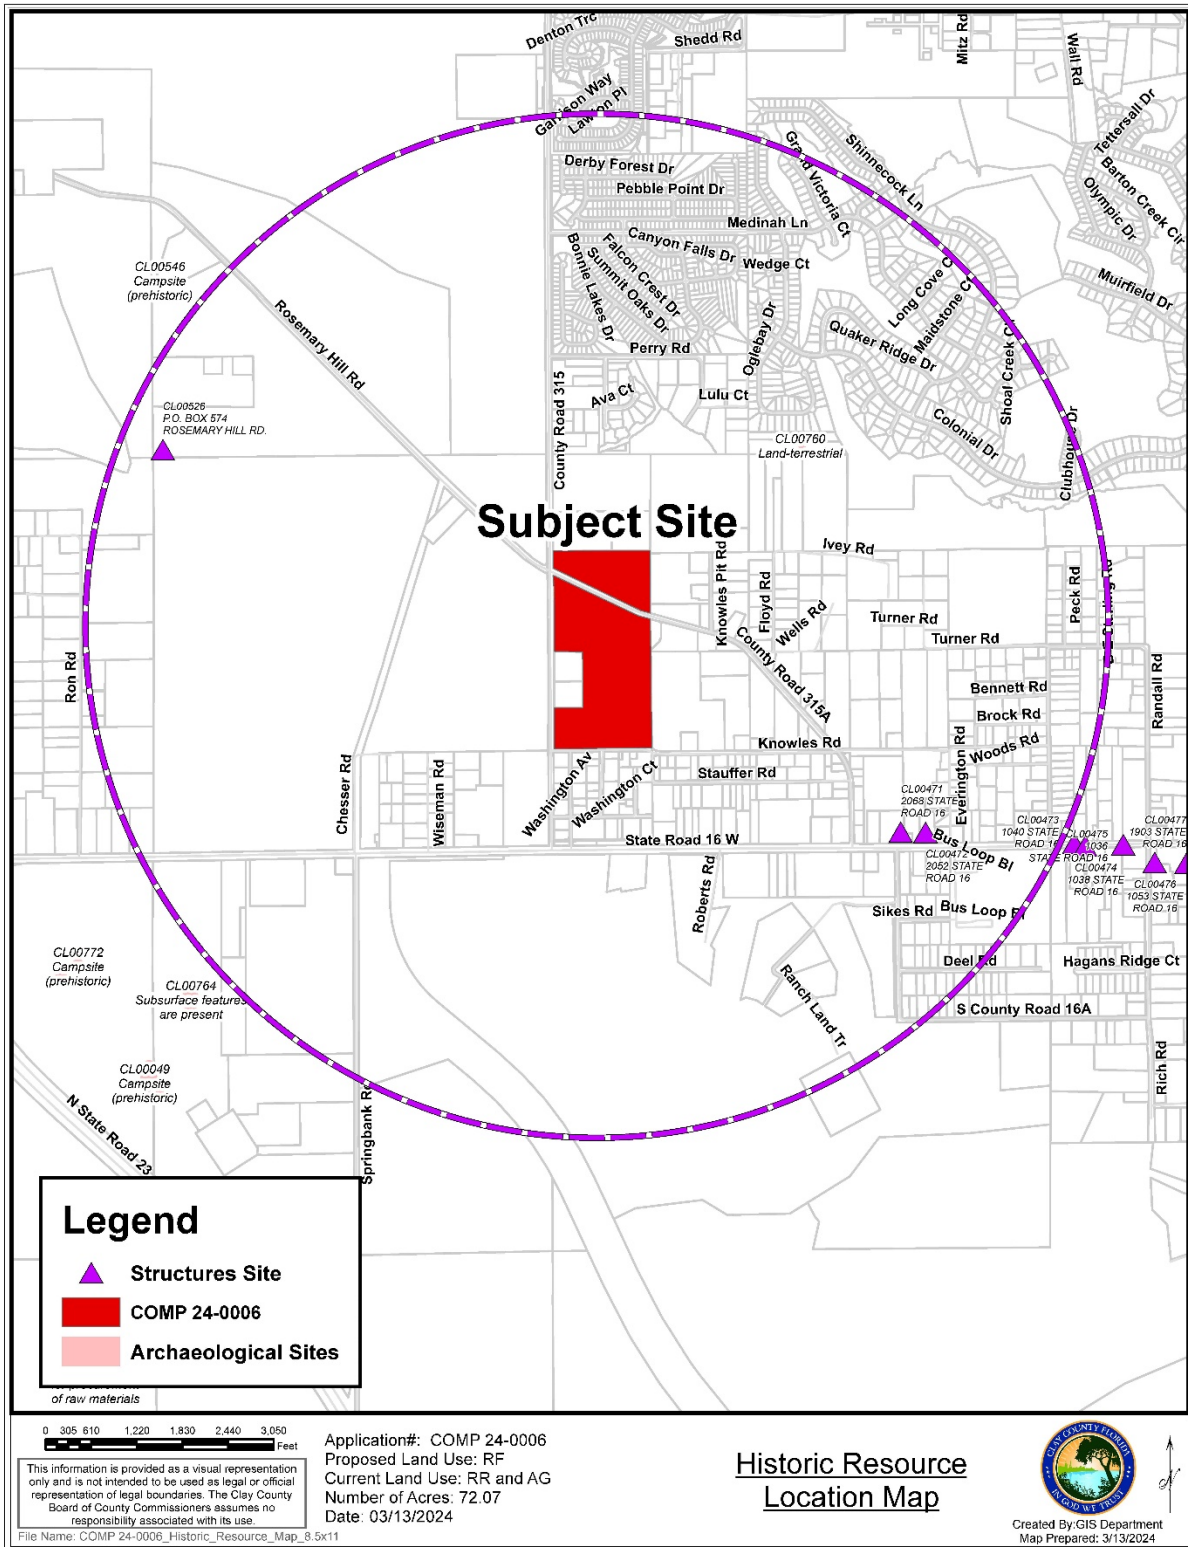 Denton Trc
Shedd Rd
Mitz Rd
Wall Rd
Garrison Way
Lawton Pl
Tettersall Dr
Barton Creek Cir
Olympic Dr
Muirfield Dr
Derby Forest Dr
Pebble Point Dr
Medinah Ln
Grand Victoria Ct
Shinnecock Ln
Canyon Falls Dr
Wedge Ct
Falcon Crest Dr
Summit Oaks Dr
Bonnie Lakes Dr
Perry Rd
Oglebay Dr
Long Cove C
Maidstone C
Quaker Ridge Dr
Shoal Creek C
Colonial Dr
Clubhouse Dr
Ava Ct
Lulu Ct
County Road 315
Rosemary Hill Rd
CL00546
Campsite
(prehistoric)
CL00526
P.O. BOX 574
ROSEMARY HILL RD.
CL00760
Land-terrestrial
Subject Site
Ivey Rd
Knowles Pit Rd
Floyd Rd
Wells Rd
Turner Rd
Turner Rd
Peck Rd
County Road 315A
Bennett Rd
Brock Rd
Woods Rd
Randall Rd
Everington Rd
Knowles Rd
Stauffer Rd
Ron Rd
Chesser Rd
Wiseman Rd
Washington Av
Washington Ct
State Road 16 W
Roberts Rd
CL00471
2068 STATE
ROAD 16
CL00472
2052 STATE
ROAD 16
CL00473
1040 STATE
ROAD 16
CL00475
1036
STATE ROAD 16
CL00474
1038 STATE
ROAD 16
CL00477
1903 STATE
ROAD 16
CL00476
1053 STATE
ROAD 16
Bus Loop Bl
Sikes Rd
Bus Loop Bl
Deel Rd
Hagans Ridge Ct
S County Road 16A
Ranch Land Tr
Rich Rd
CL00772
Campsite
(prehistoric)
CL00764
Subsurface features
are present
CL00049
Campsite
(prehistoric)
N State Road 23
Springbank Rd
Legend
Structures Site
COMP 24-0006
Archaeological Sites
of raw materials
0 305 610 1,220 1,830 2,440 3,050
Feet
This information is provided as a visual representation
only and is not intended to be used as legal or official
representation of legal boundaries. The Clay County
Board of County Commissioners assumes no
responsibility associated with its use.
File Name: COMP 24-0006_Historic_Resource_Map_8.5x11
Application#: COMP 24-0006
Proposed Land Use: RF
Current Land Use: RR and AG
Number of Acres: 72.07
Date: 03/13/2024
Historic Resource
Location Map
CLAY COUNTY FLORIDA
IN GOD WE TRUST
N
Created By:GIS Department
Map Prepared: 3/13/2024